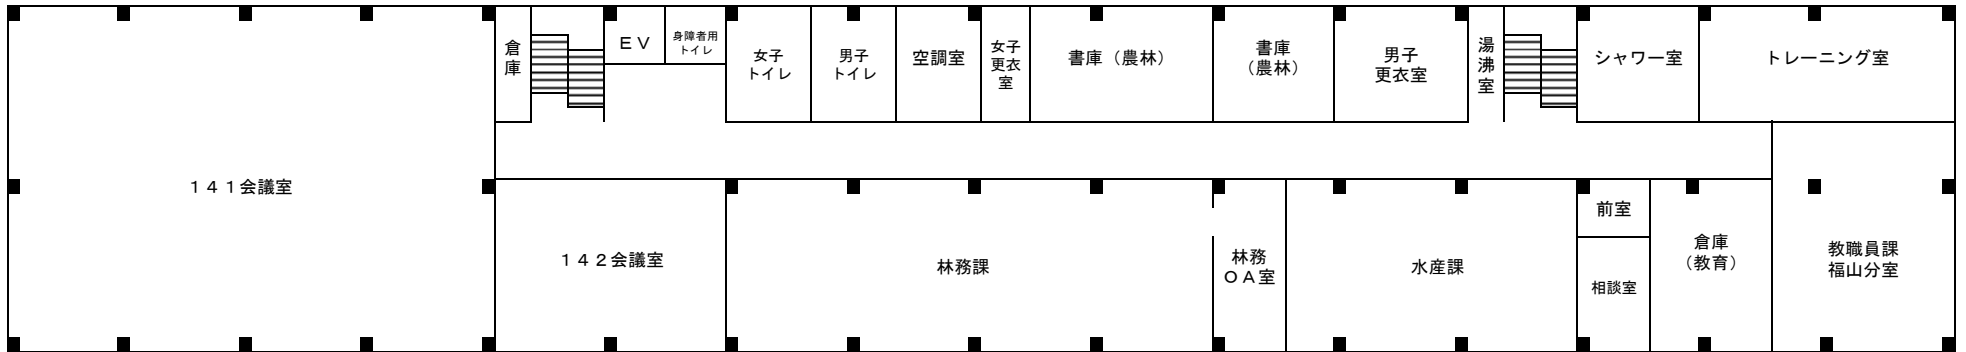 倉庫
ＥＶ
身障者用
トイレ
女子
トイレ
男子
トイレ
空調室
女子
更衣
室
書庫（農林）
書庫
（農林）
男子
更衣室
湯沸室
シャワー室
トレーニング室
１４１会議室
１４２会議室
林務課
林務
ＯＡ室
水産課
前室
相談室
倉庫
（教育）
教職員課
福山分室